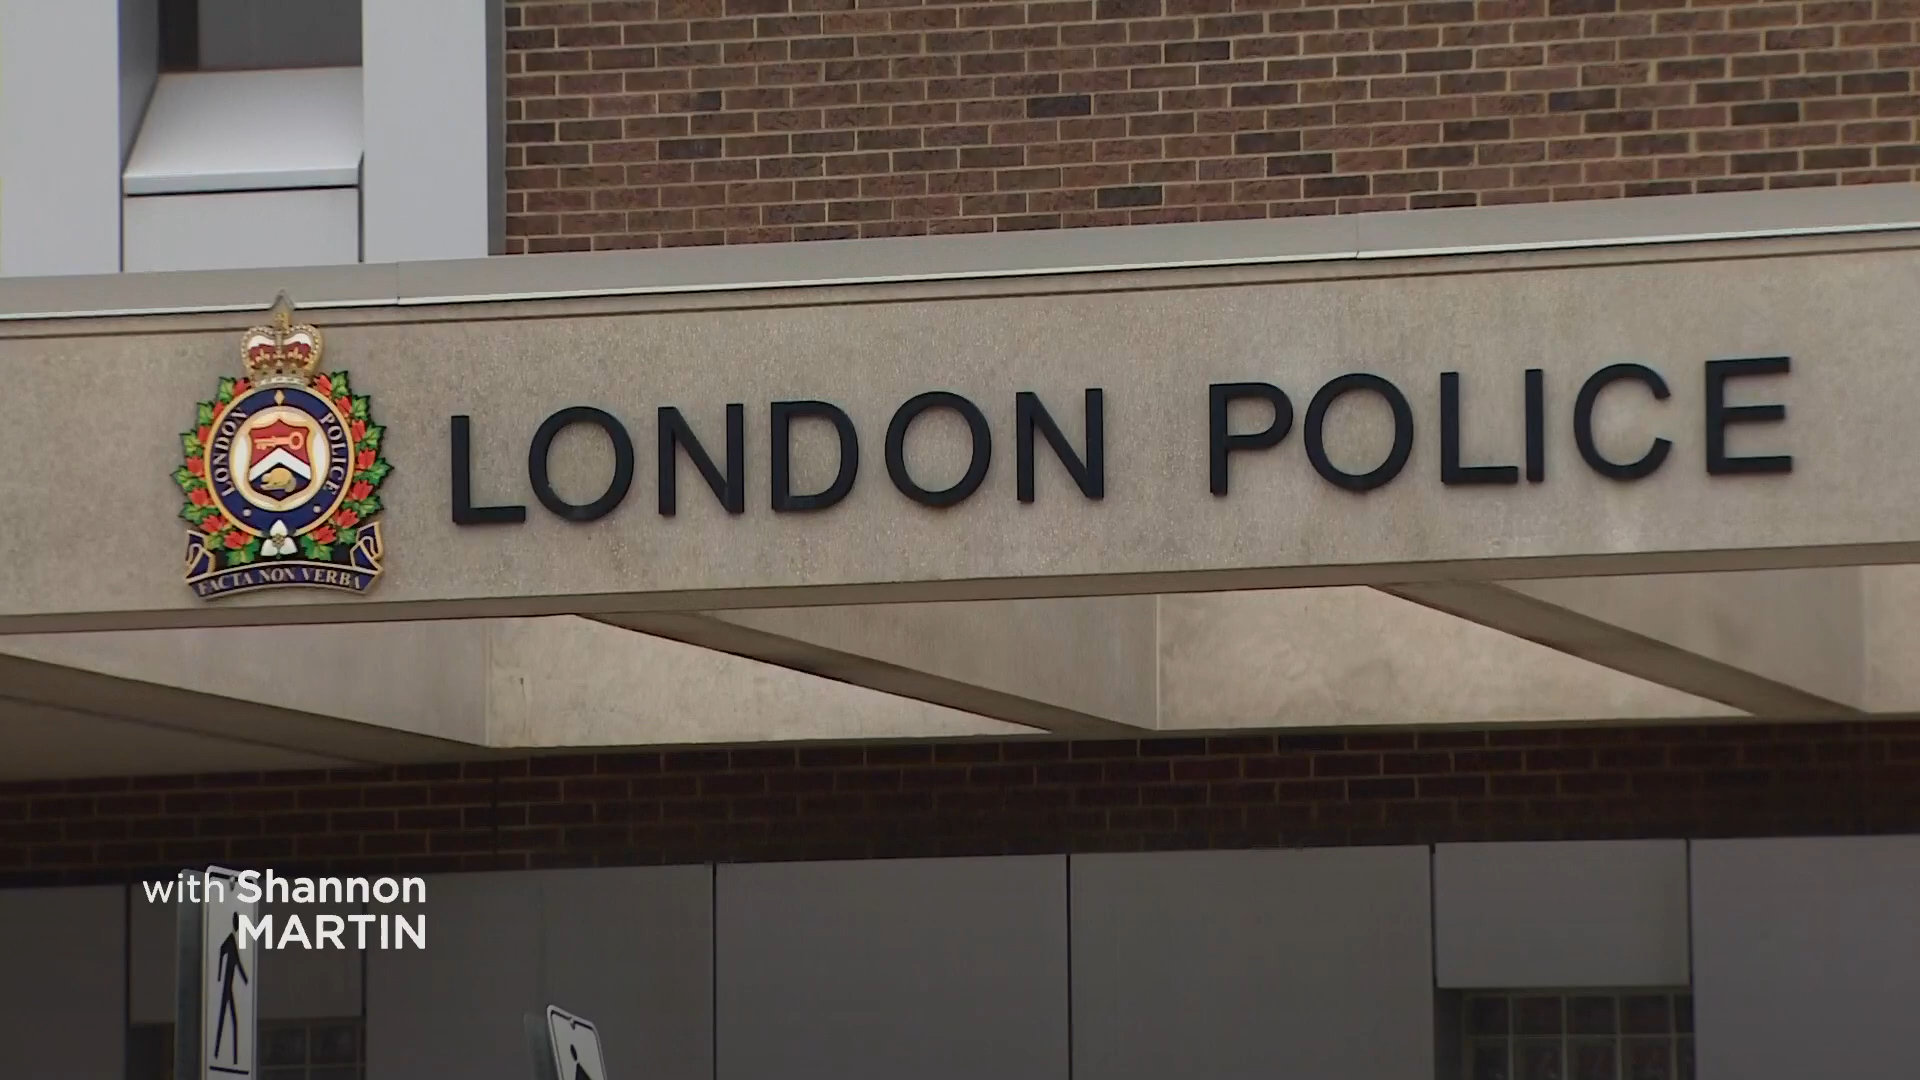 LONDON POLICE
LONDON POLICE
FACTA NON VERBA
with Shannon
MARTIN